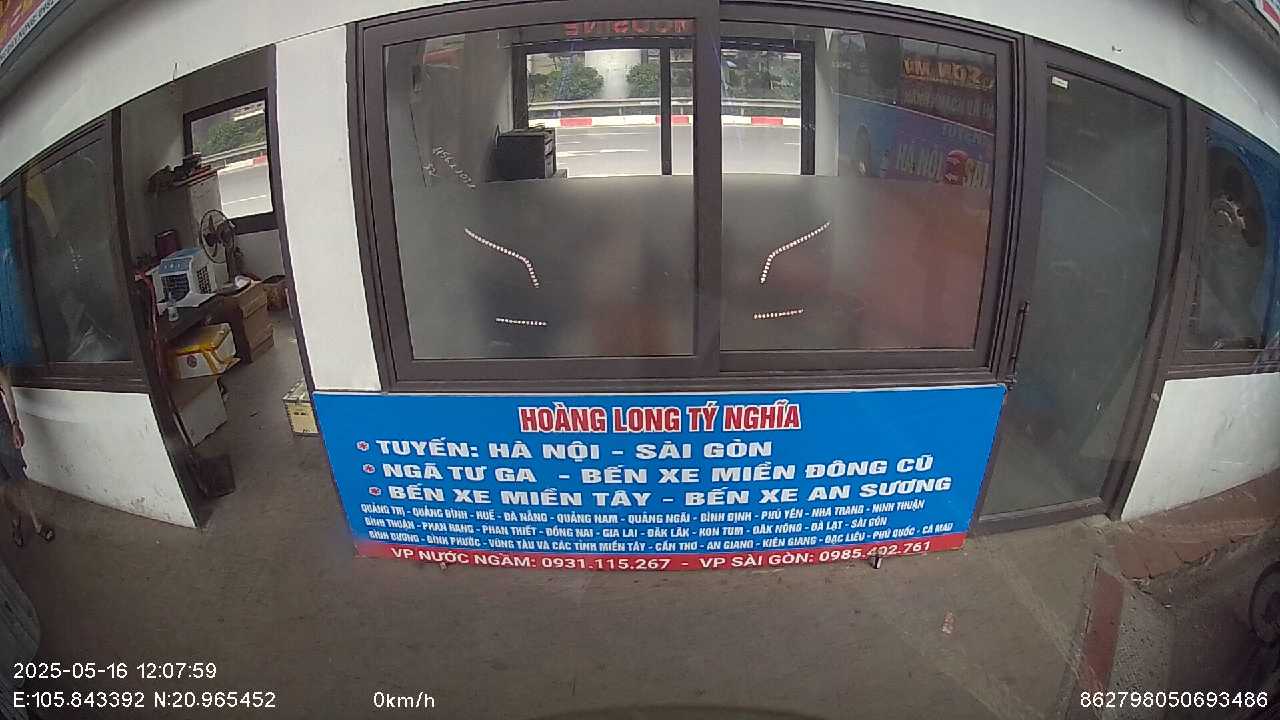 HOÀNG LONG TÝ NGHĨA
* TUYẾN: HÀ NỘI - SÀI GÒN
* NGÃ TƯ GA - BẾN XE MIỀN ĐÔNG CŨ
* BẾN XE MIỀN TÂY - BẾN XE AN SƯƠNG
QUẢNG TRỊ - QUẢNG BÌNH - HUẾ - ĐÀ NẴNG - QUẢNG NAM - QUẢNG NGÃI - BÌNH ĐỊNH - PHÚ YÊN - NHA TRANG - NINH THUẬN
BÌNH THUẬN - PHAN RANG - PHAN THIẾT - ĐỒNG NAI - GIA LAI - ĐĂK LĂK - KON TUM - ĐĂK NÔNG - ĐÀ LẠT - SÀI GÒN
BÌNH DƯƠNG - BÌNH PHƯỚC - VŨNG TÀU VÀ CÁC TỈNH MIỀN TÂY - CẦN THƠ - AN GIANG - KIÊN GIANG - BẠC LIÊU - PHÚ QUỐC - CÀ MAU
VP NƯỚC NGẦM: 0931.115.267 - VP SÀI GÒN: 0985.402.761
2025-05-16 12:07:59
E:105.843392 N:20.965452 0km/h 862798050693486